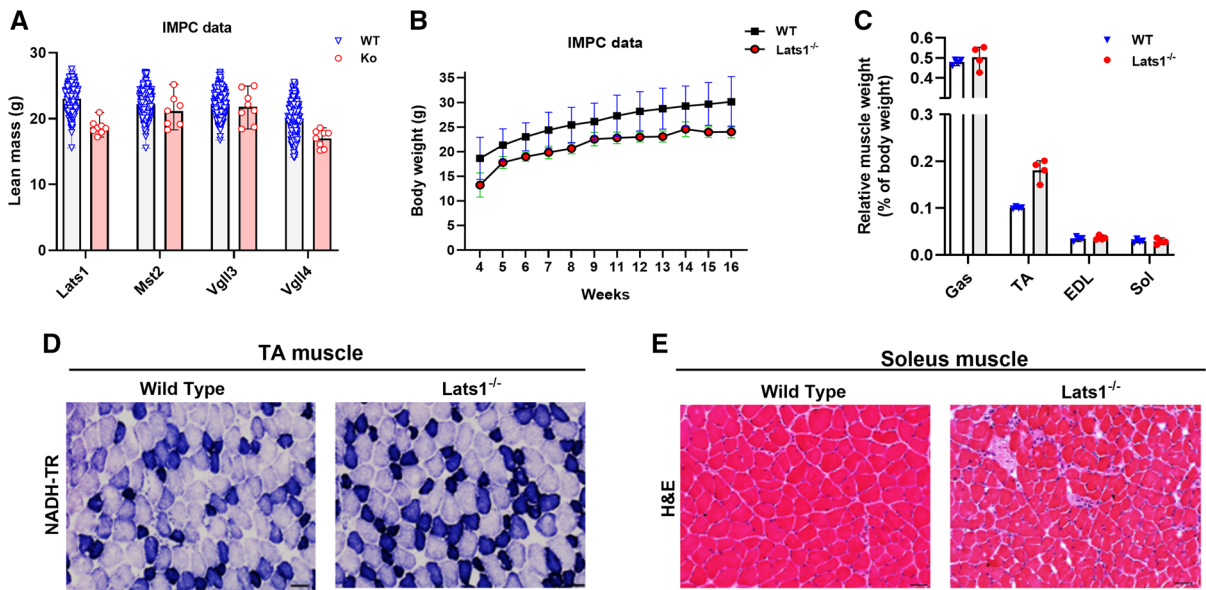 A
IMPC data
WT
Ko
Lean mass (g)
30
20
10
0
Lats1
Mst2
Vgll3
Vgll4
B
IMPC data
WT
Lats1-/-
Body weight (g)
35
30
25
20
15
10
5
0
4 5 6 7 8 9 11 12 13 14 15 16
Weeks
C
WT
Lats1-/-
Relative muscle weight
(% of body weight)
0.6
0.5
0.4
0.3
0.2
0.1
0.0
Gas
TA
EDL
Sol
D
TA muscle
Wild Type
Lats1-/-
NADH-TR
E
Soleus muscle
Wild Type
Lats1-/-
H&E